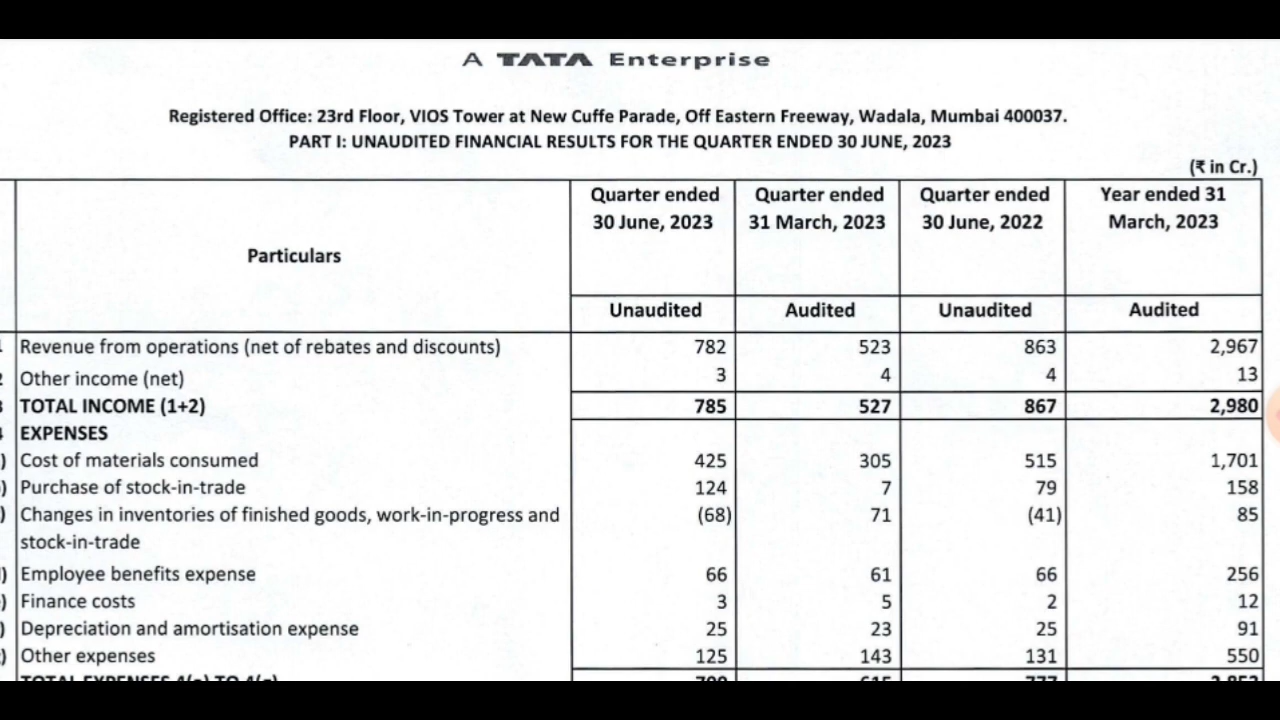 A TATA Enterprise
Registered Office: 23rd Floor, VIOS Tower at New Cuffe Parade, Off Eastern Freeway, Wadala, Mumbai 400037.
PART I: UNAUDITED FINANCIAL RESULTS FOR THE QUARTER ENDED 30 JUNE, 2023
(₹ in Cr.)
Particulars
Quarter ended
30 June, 2023
Quarter ended
31 March, 2023
Quarter ended
30 June, 2022
Year ended 31
March, 2023
Unaudited Audited Unaudited Audited
Revenue from operations (net of rebates and discounts) 782 523 863 2,967
Other income (net) 3 4 4 13
TOTAL INCOME (1+2) 785 527 867 2,980
EXPENSES
Cost of materials consumed 425 305 515 1,701
Purchase of stock-in-trade 124 7 79 158
Changes in inventories of finished goods, work-in-progress and (68) 71 (41) 85
stock-in-trade
Employee benefits expense 66 61 66 256
Finance costs 3 5 2 12
Depreciation and amortisation expense 25 23 25 91
Other expenses 125 143 131 550